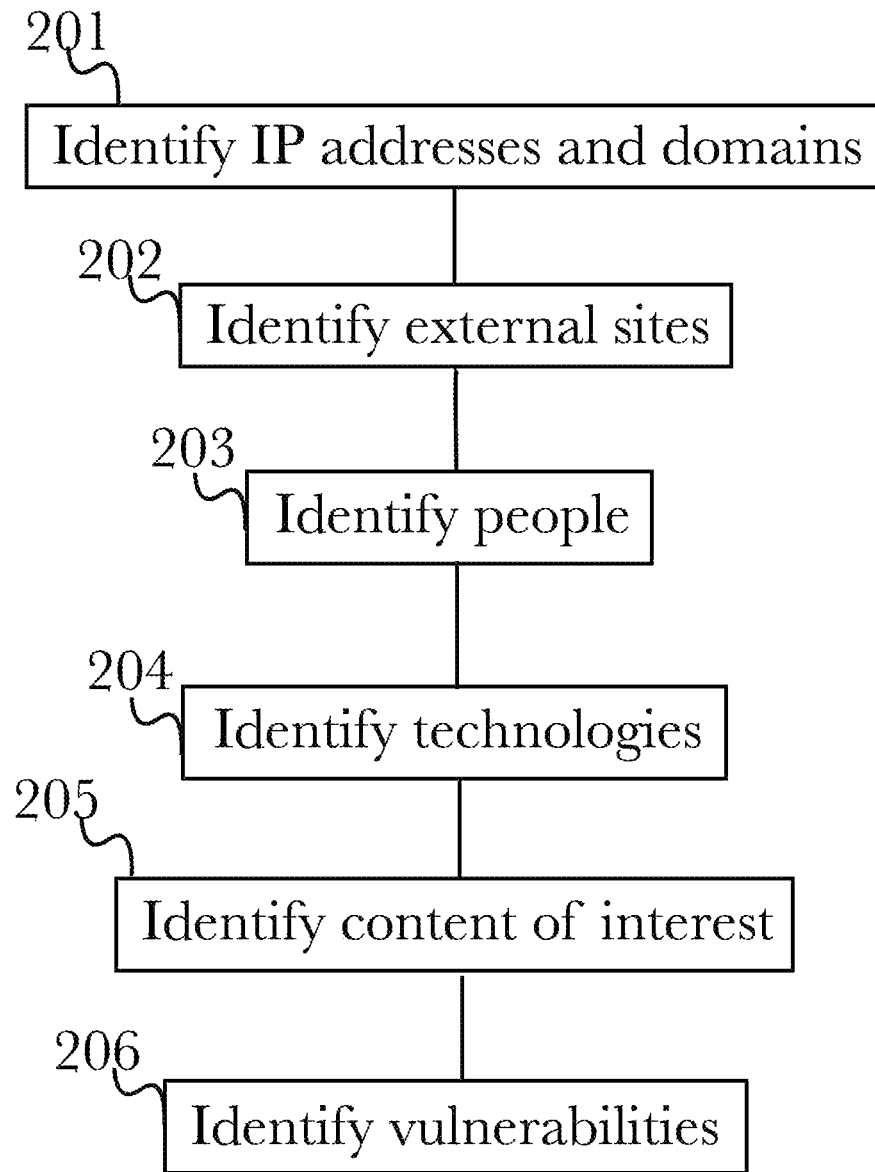 201
Identify IP addresses and domains
202
Identify external sites
203
Identify people
204
Identify technologies
205
Identify content of interest
206
Identify vulnerabilities